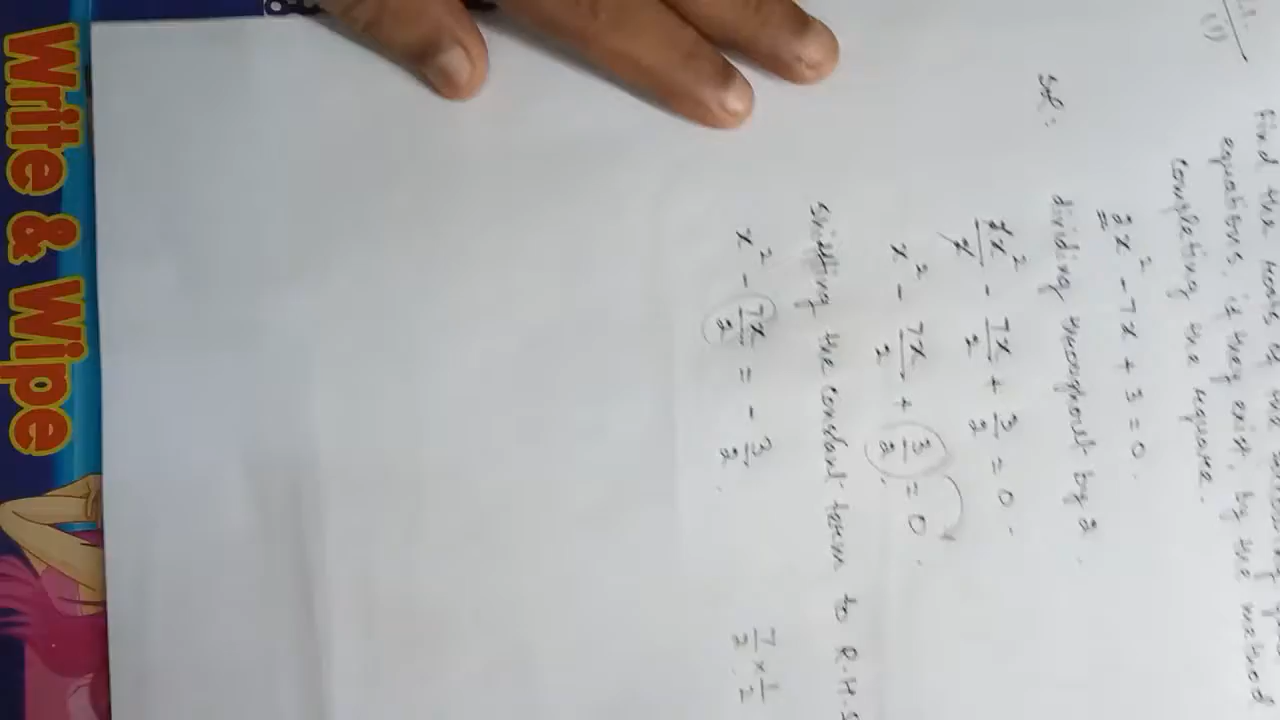 (1)
Find the roots of the
equations, if they exist, by the method
completing the square.
2x² - 7x + 3 = 0.
Sol:
dividing throughout by 2.
2x²/2 - 7x/2 + 3/2 = 0.
x² - 7x/2 + 3/2 = 0.
Shifting the constant term to R.H.S
x² - 7x/2 = - 3/2.
7/2 × 1/2
Write & Wipe